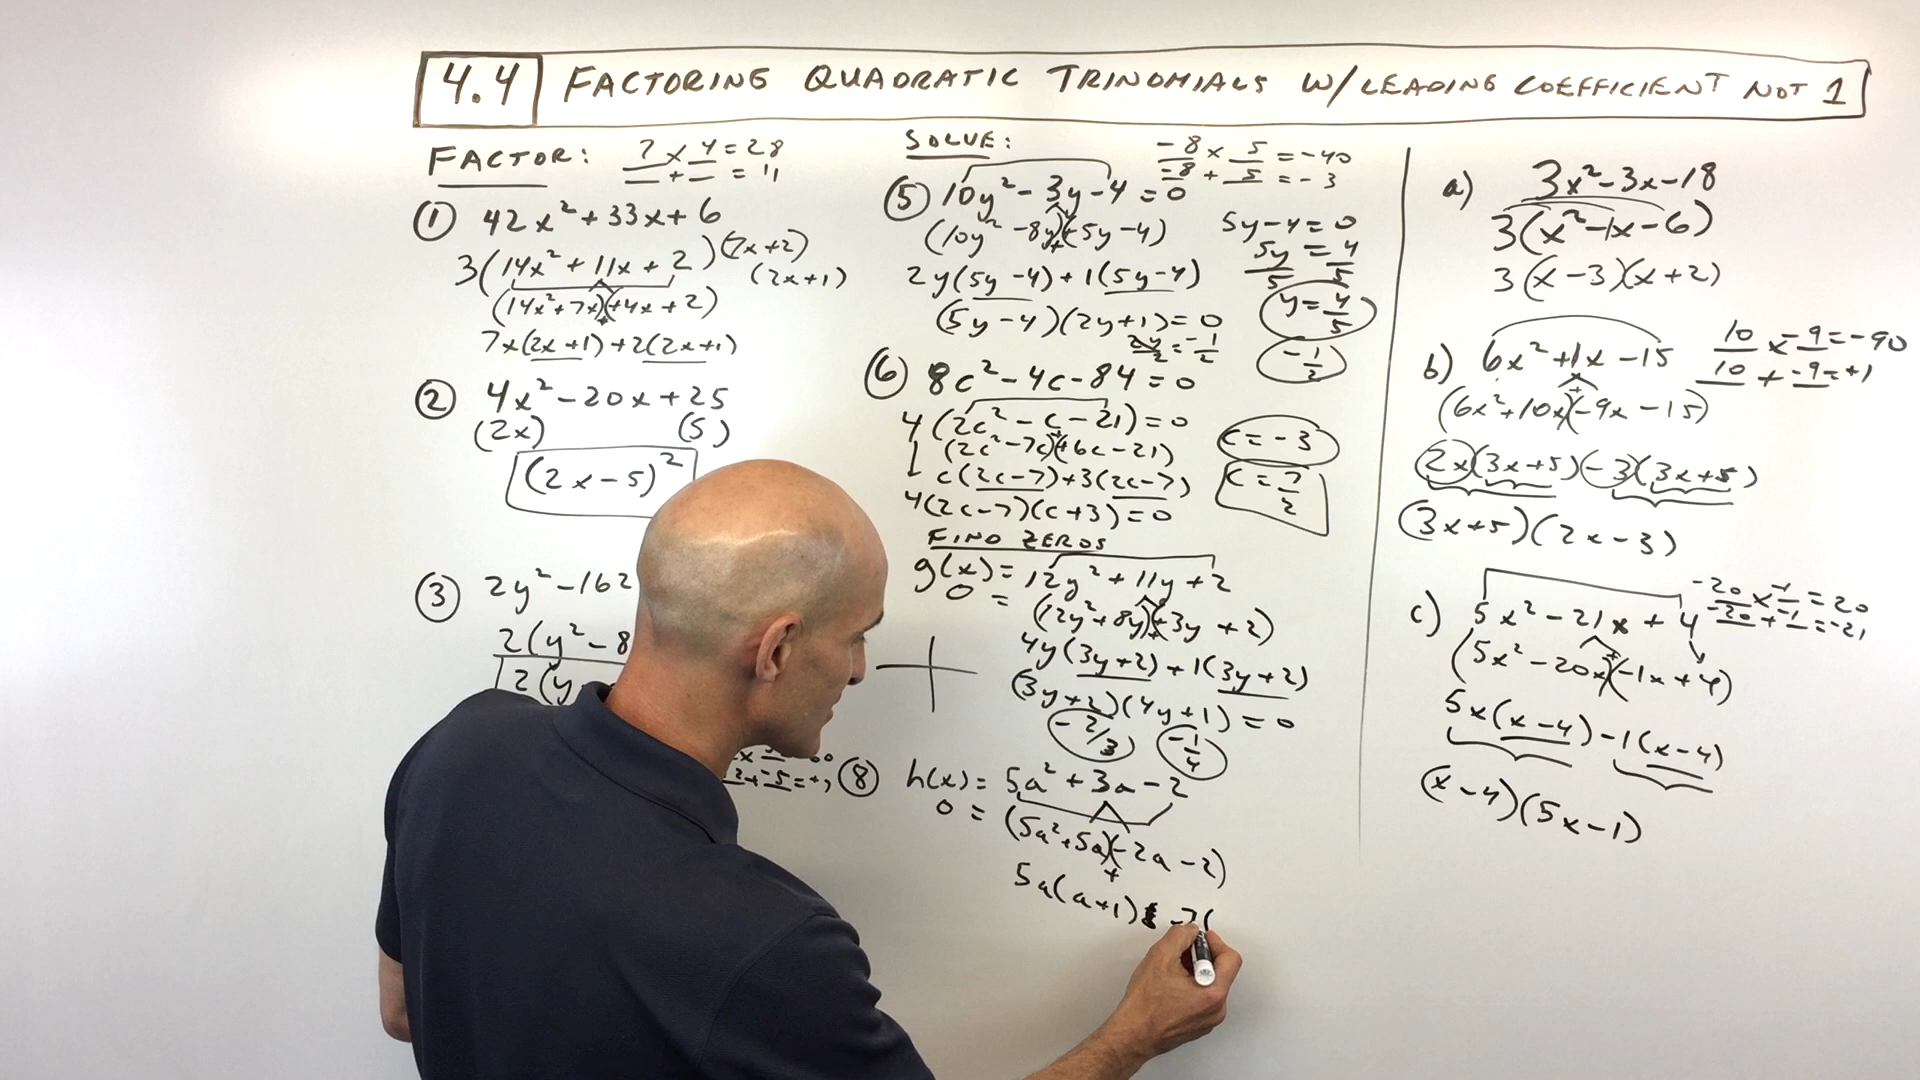 4.4 FACTORING QUADRATIC TRINOMIALS W/LEADING COEFFICIENT NOT 1
FACTOR:
7 x 4 = 28
_ + _ = 11
① 42x² + 33x + 6
3(14x² + 11x + 2)(7x+2)
(2x+1)
(14x²+7x)(+4x+2)
+
7x(2x+1)+2(2x+1)
② 4x² - 20x + 25
(2x) (5)
(2x-5)²
③ 2y² - 162
2(y² - 8
2(y
SOLVE:
-8 x 5 = -40
-8 + 5 = -3
⑤ 10y² - 3y - 4 = 0
(10y² - 8y)(+5y - 4)
+
2y(5y - 4) + 1(5y - 4)
(5y - 4)(2y+1) = 0
5y - 4 = 0
5y/5 = 4/5
y = 4/5
2y/2 = -1/2
-1/2
⑥ 8c² - 4c - 84 = 0
4(2c² - c - 21) = 0
(2c² - 7c)(+6c - 21)
+
c(2c-7)+3(2c-7)
4(2c-7)(c+3) = 0
c = -3
c = 7/2
FIND ZEROS
g(x) = 12y² + 11y + 2
0 =
(12y²+8y)(+3y + 2)
+
4y(3y+2) + 1(3y+2)
(3y+2)(4y+1) = 0
-2/3 -1/4
⑧ h(x) = 5a² + 3a - 2
0 = (5a²+5a)(-2a - 2)
+
5a(a+1) -2(
a) 3x² - 3x - 18
3(x² - 1x - 6)
3(x - 3)(x + 2)
b) 6x² + 1x - 15
10 x -9 = -90
10 + -9 = +1
+
(6x²+10x)(-9x - 15)
2x(3x+5)-3(3x+5)
(3x+5)(2x-3)
c) 5x² - 21x + 4
-20 x -1 = 20
-20 + -1 = -21
+
(5x² - 20x)(-1x + 4)
5x(x-4) - 1(x-4)
(x-4)(5x-1)